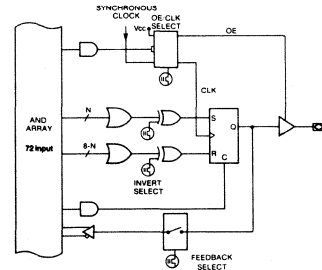 SYNCHRONOUS
CLOCK
OE-CLK
SELECT
Vcc
OE
CLK
N
S
Q
AND
ARRAY
72 Input
8-N
R
C
INVERT
SELECT
FEEDBACK
SELECT